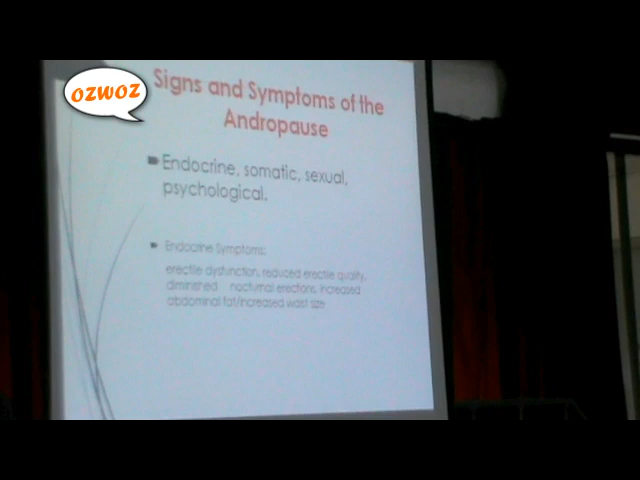 OZWOZ
Signs and Symptoms of the
Andropause
Endocrine, somatic, sexual,
psychological.
Endocrine Symptoms:
erectile dysfunction, reduced erectile quality,
diminished nocturnal erections, increased
abdominal fat/increased waist size